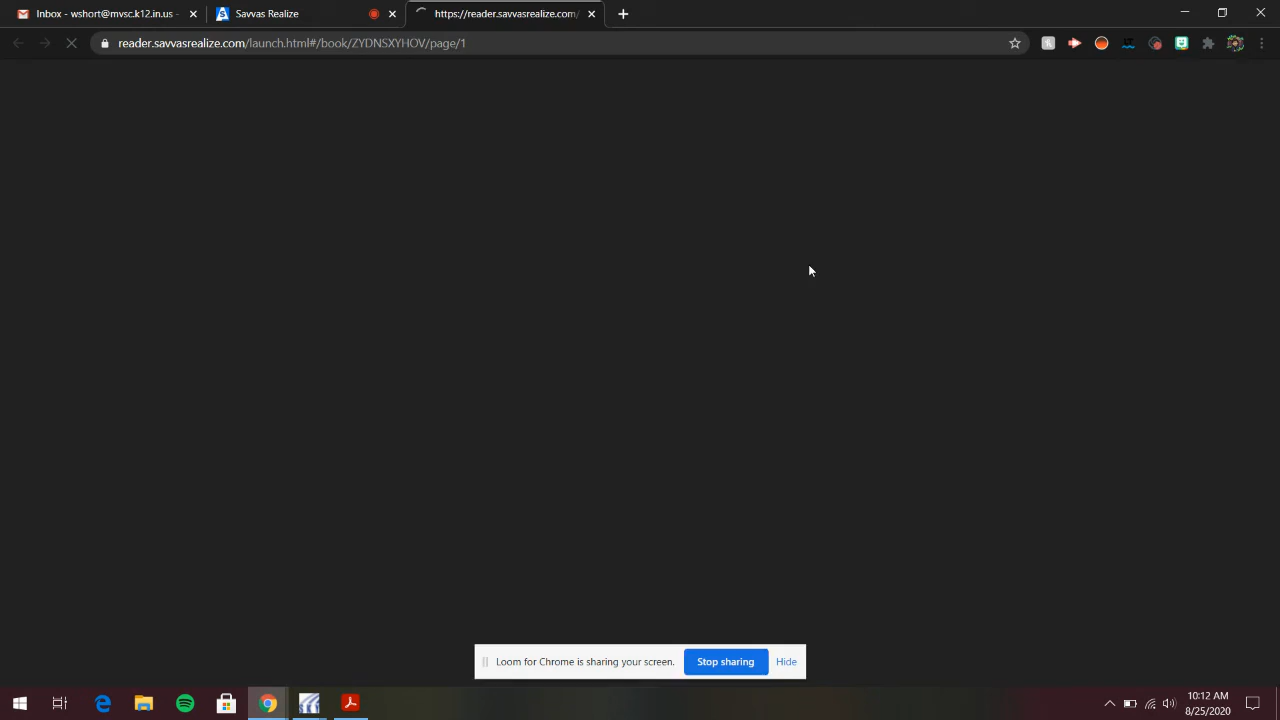 Inbox - wshort@mvsc.k12.in.us -
Savvas Realize
https://reader.savvasrealize.com/
reader.savvasrealize.com/launch.html#/book/ZYDNSXYHOV/page/1
Loom for Chrome is sharing your screen.
Stop sharing
Hide
10:12 AM
8/25/2020